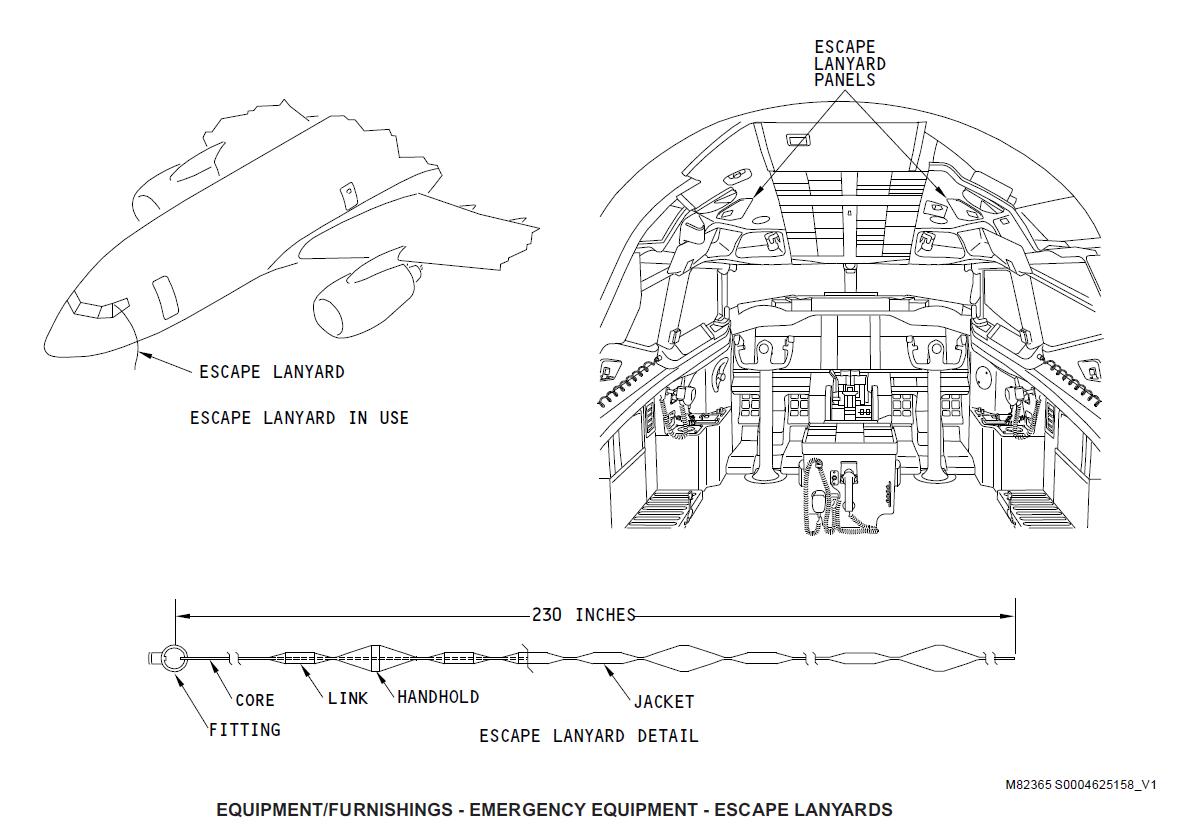 ESCAPE
LANYARD
PANELS
ESCAPE LANYARD
ESCAPE LANYARD IN USE
230 INCHES
CORE
LINK
HANDHOLD
JACKET
FITTING
ESCAPE LANYARD DETAIL
M82365 S0004625158_V1
EQUIPMENT/FURNISHINGS - EMERGENCY EQUIPMENT - ESCAPE LANYARDS